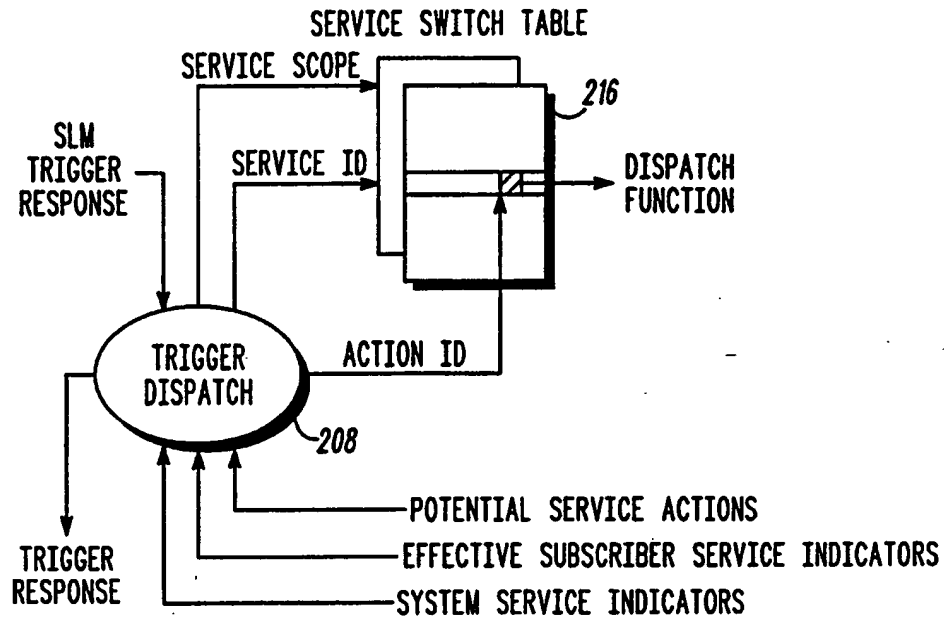 SERVICE SWITCH TABLE
SERVICE SCOPE
216
SLM
TRIGGER
RESPONSE
SERVICE ID
DISPATCH
FUNCTION
TRIGGER
DISPATCH
ACTION ID
208
POTENTIAL SERVICE ACTIONS
EFFECTIVE SUBSCRIBER SERVICE INDICATORS
SYSTEM SERVICE INDICATORS
TRIGGER
RESPONSE